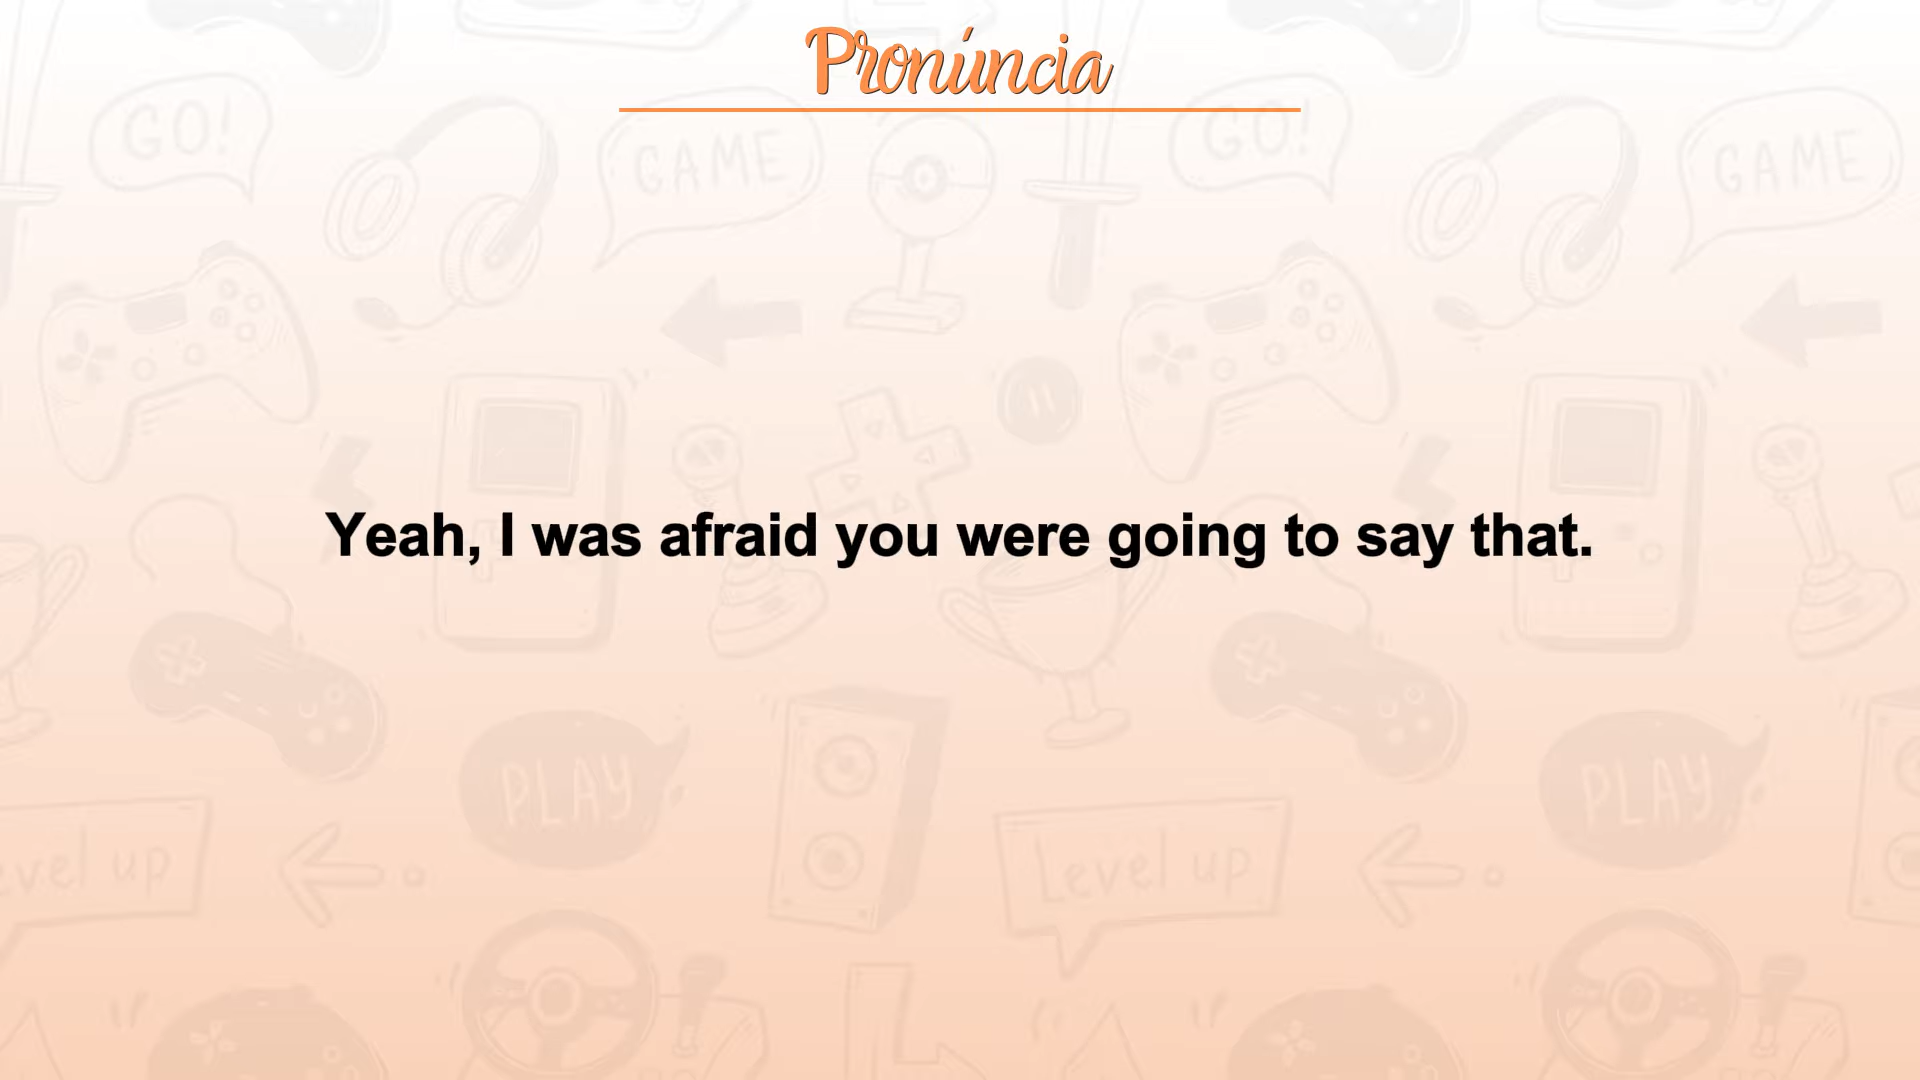 Pronúncia
GO!
GAME
GO!
GAME
Yeah, I was afraid you were going to say that.
PLAY
PLAY
evel up
Level up